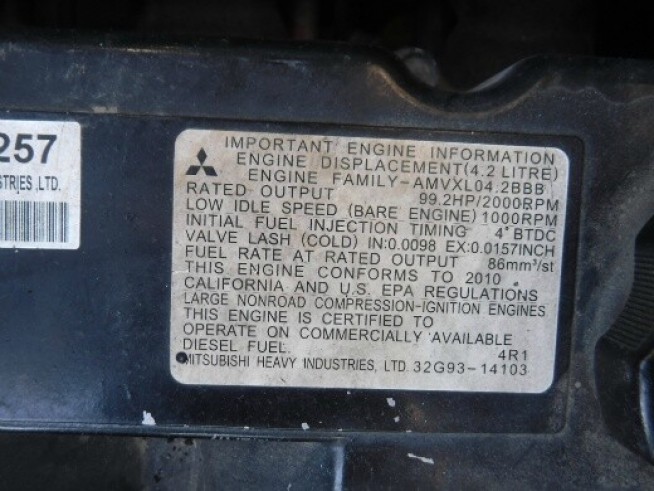 257
STRIES, LTD.
IMPORTANT ENGINE INFORMATION
ENGINE DISPLACEMENT(4.2 LITRE)
ENGINE FAMILY-AMVXL04.2BBB
RATED OUTPUT 99.2HP/2000RPM
LOW IDLE SPEED (BARE ENGINE) 1000RPM
INITIAL FUEL INJECTION TIMING 4°BTDC
VALVE LASH (COLD) IN:0.0098 EX:0.0157INCH
FUEL RATE AT RATED OUTPUT 86mm³/st
THIS ENGINE CONFORMS TO 2010
CALIFORNIA AND U.S. EPA REGULATIONS
LARGE NONROAD COMPRESSION-IGNITION ENGINES
THIS ENGINE IS CERTIFIED TO
OPERATE ON COMMERCIALLY AVAILABLE
DIESEL FUEL. 4R1
MITSUBISHI HEAVY INDUSTRIES, LTD. 32G93-14103